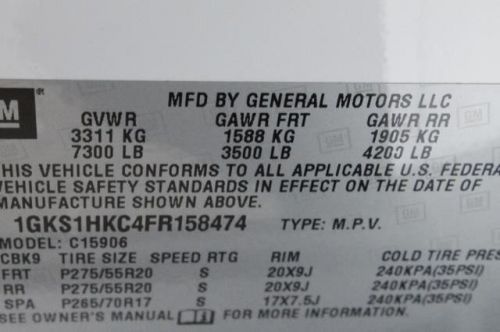 GM
MFD BY GENERAL MOTORS LLC
GVWR GAWR FRT GAWR RR
3311 KG 1588 KG 1905 KG
7300 LB 3500 LB 4200 LB
THIS VEHICLE CONFORMS TO ALL APPLICABLE U.S. FEDERA
VEHICLE SAFETY STANDARDS IN EFFECT ON THE DATE OF
MANUFACTURE SHOWN ABOVE.
1GKS1HKC4FR158474 TYPE: M.P.V.
MODEL: C15906
CBK9 TIRE SIZE SPEED RTG RIM COLD TIRE PRES
FRT P275/55R20 S 20X9J 240KPA(35PSI)
RR P275/55R20 S 20X9J 240KPA(35PSI)
SPA P265/70R17 S 17X7.5J 240KPA(35PSI)
SEE OWNER'S MANUAL FOR MORE INFORMATION.